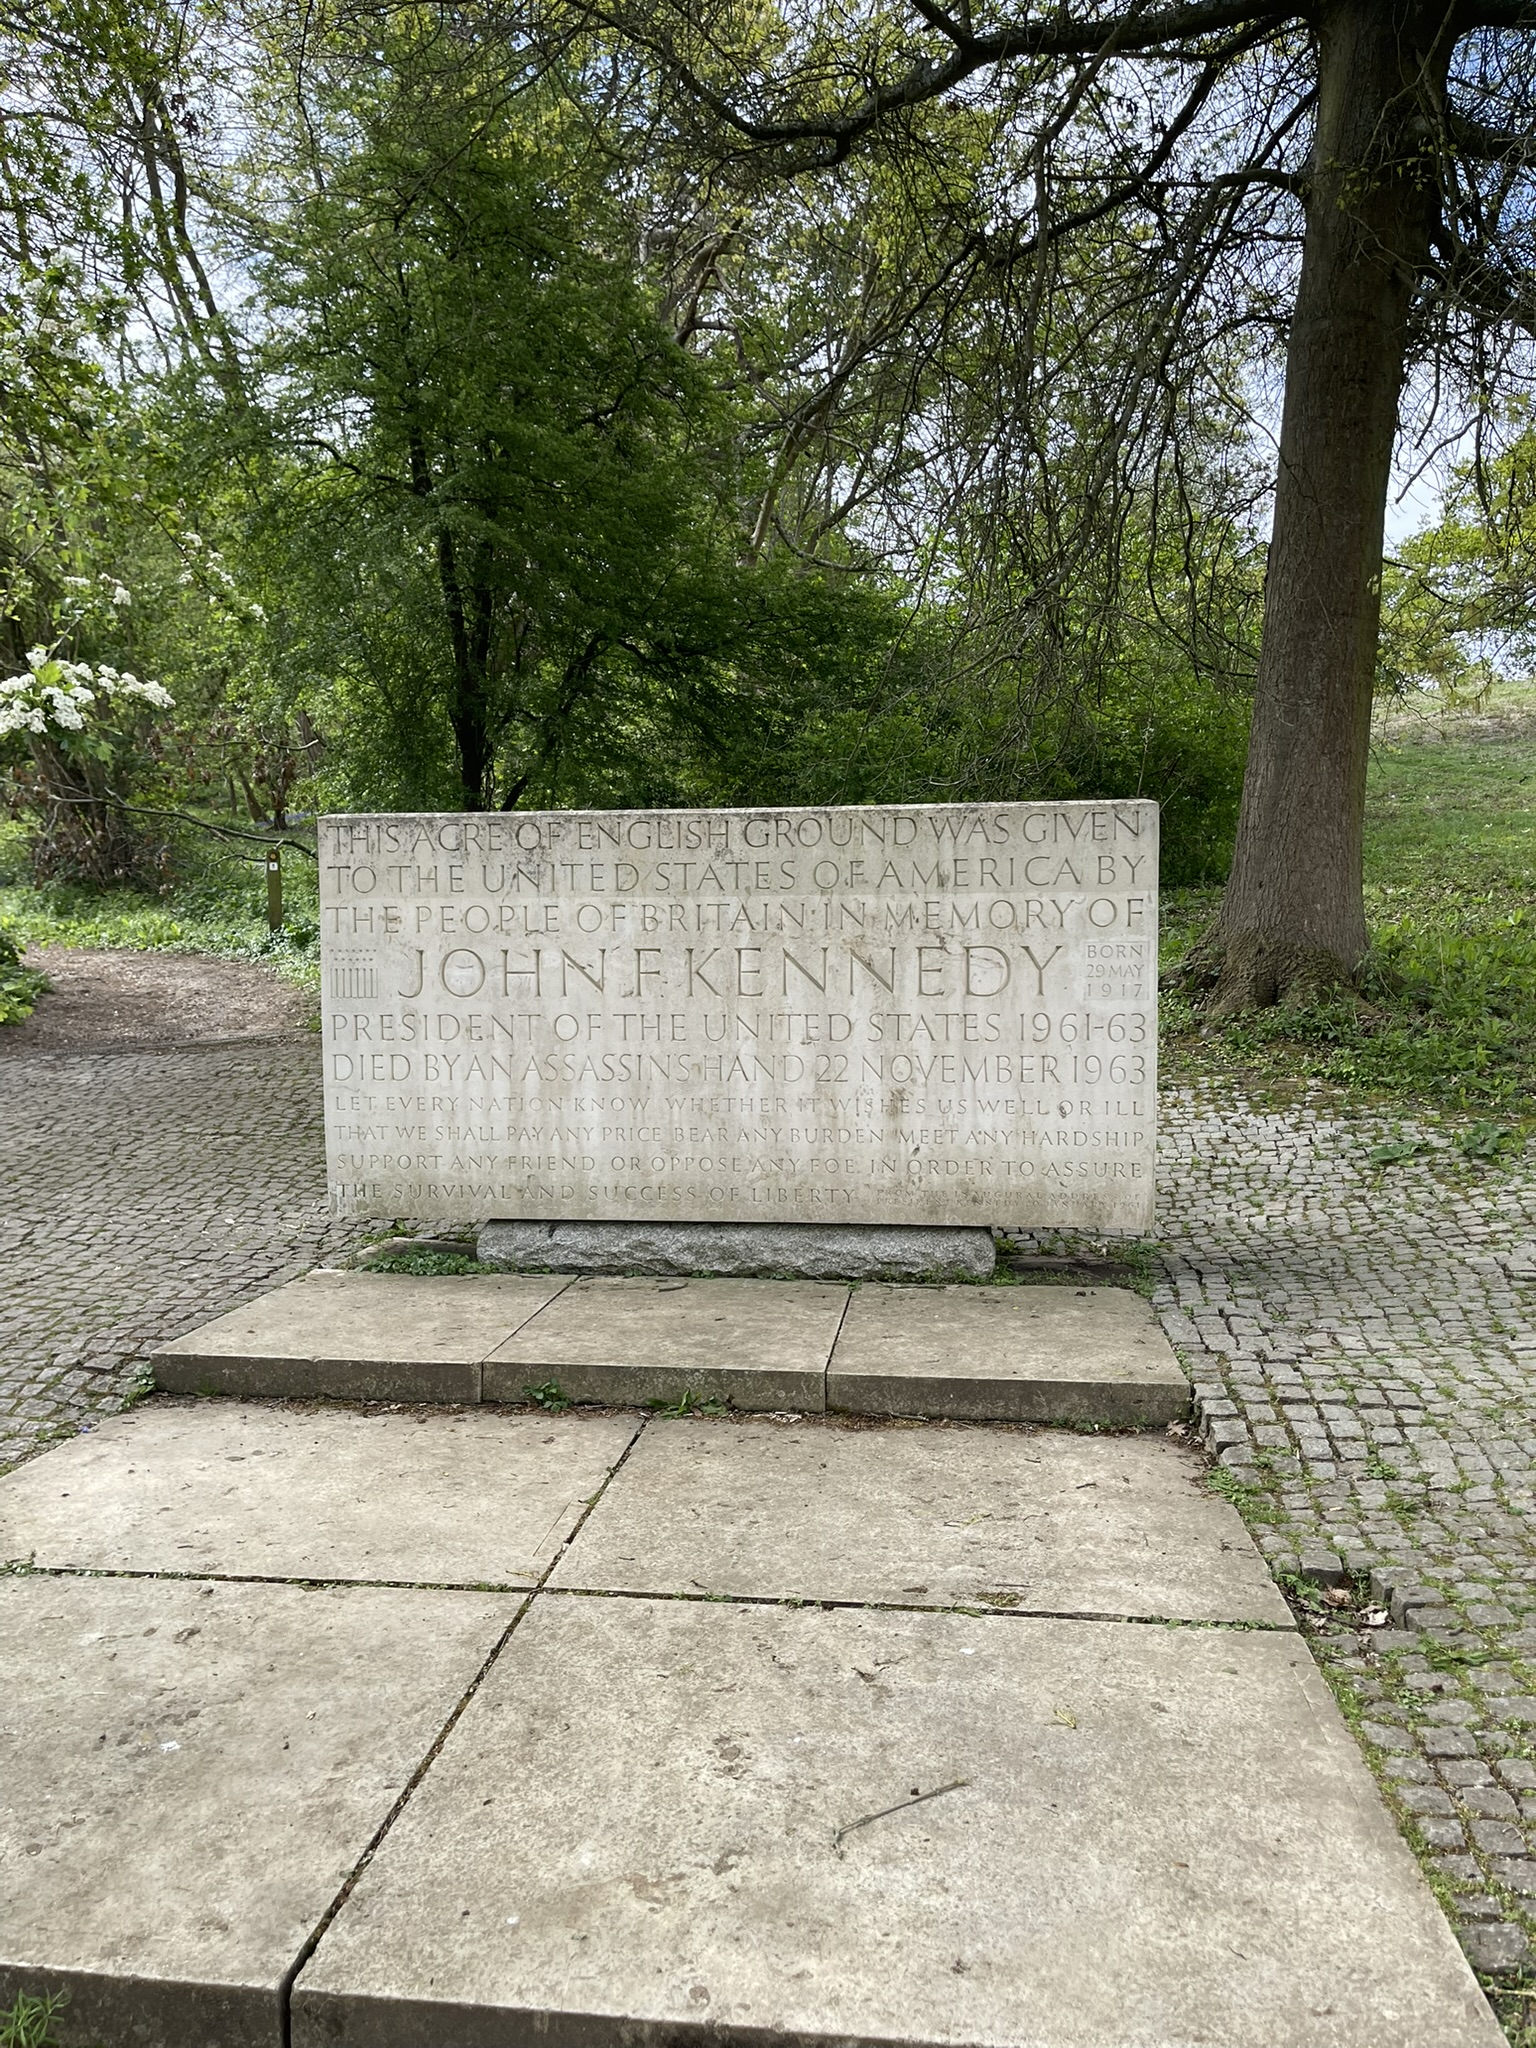 THIS ACRE OF ENGLISH GROUND WAS GIVEN
TO THE UNITED STATES OF AMERICA BY
THE PEOPLE OF BRITAIN IN MEMORY OF
JOHN F KENNEDY
BORN
29 MAY
1917
PRESIDENT OF THE UNITED STATES 1961-63
DIED BY AN ASSASSINS HAND 22 NOVEMBER 1963
LET EVERY NATION KNOW WHETHER IT WISHES US WELL OR ILL
THAT WE SHALL PAY ANY PRICE BEAR ANY BURDEN MEET ANY HARDSHIP
SUPPORT ANY FRIEND OR OPPOSE ANY FOE IN ORDER TO ASSURE
THE SURVIVAL AND SUCCESS OF LIBERTY